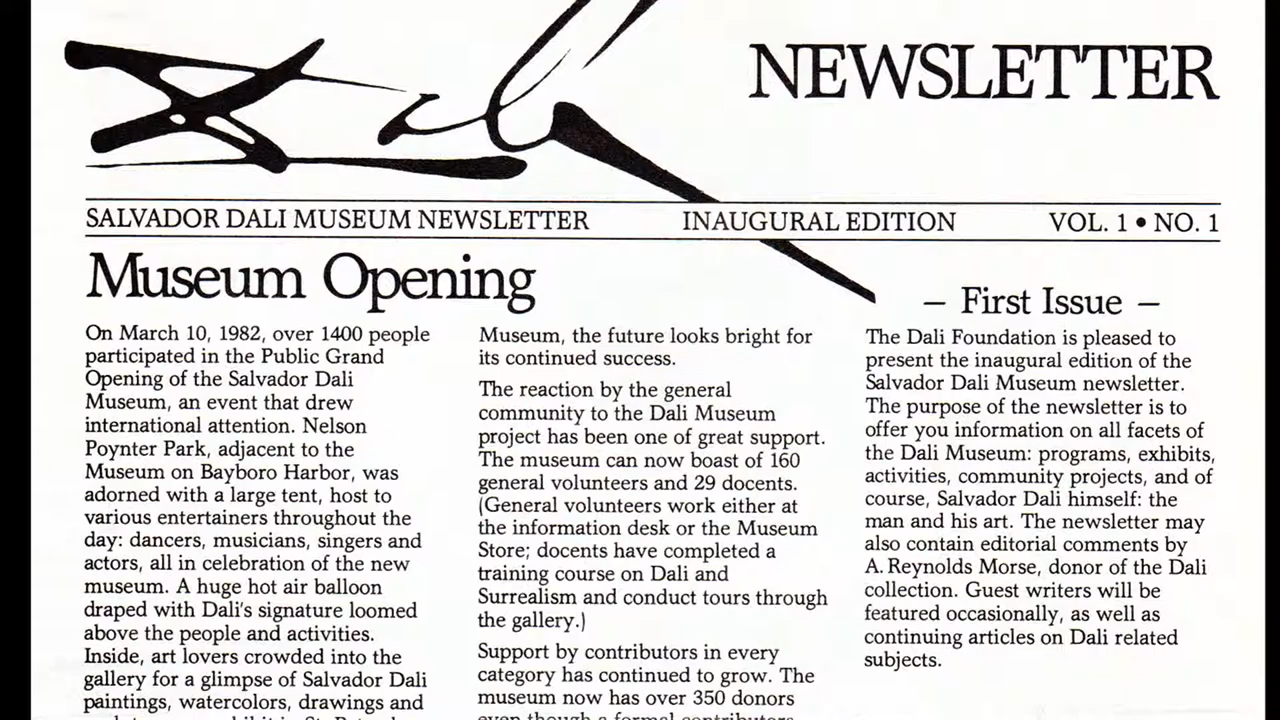 NEWSLETTER
SALVADOR DALI MUSEUM NEWSLETTER INAUGURAL EDITION VOL. 1 • NO. 1
Museum Opening
On March 10, 1982, over 1400 people
participated in the Public Grand
Opening of the Salvador Dali
Museum, an event that drew
international attention. Nelson
Poynter Park, adjacent to the
Museum on Bayboro Harbor, was
adorned with a large tent, host to
various entertainers throughout the
day: dancers, musicians, singers and
actors, all in celebration of the new
museum. A huge hot air balloon
draped with Dali's signature loomed
above the people and activities.
Inside, art lovers crowded into the
gallery for a glimpse of Salvador Dali
paintings, watercolors, drawings and
Museum, the future looks bright for
its continued success.
The reaction by the general
community to the Dali Museum
project has been one of great support.
The museum can now boast of 160
general volunteers and 29 docents.
(General volunteers work either at
the information desk or the Museum
Store; docents have completed a
training course on Dali and
Surrealism and conduct tours through
the gallery.)
Support by contributors in every
category has continued to grow. The
museum now has over 350 donors
even though a formal contributors
– First Issue –
The Dali Foundation is pleased to
present the inaugural edition of the
Salvador Dali Museum newsletter.
The purpose of the newsletter is to
offer you information on all facets of
the Dali Museum: programs, exhibits,
activities, community projects, and of
course, Salvador Dali himself: the
man and his art. The newsletter may
also contain editorial comments by
A. Reynolds Morse, donor of the Dali
collection. Guest writers will be
featured occasionally, as well as
continuing articles on Dali related
subjects.